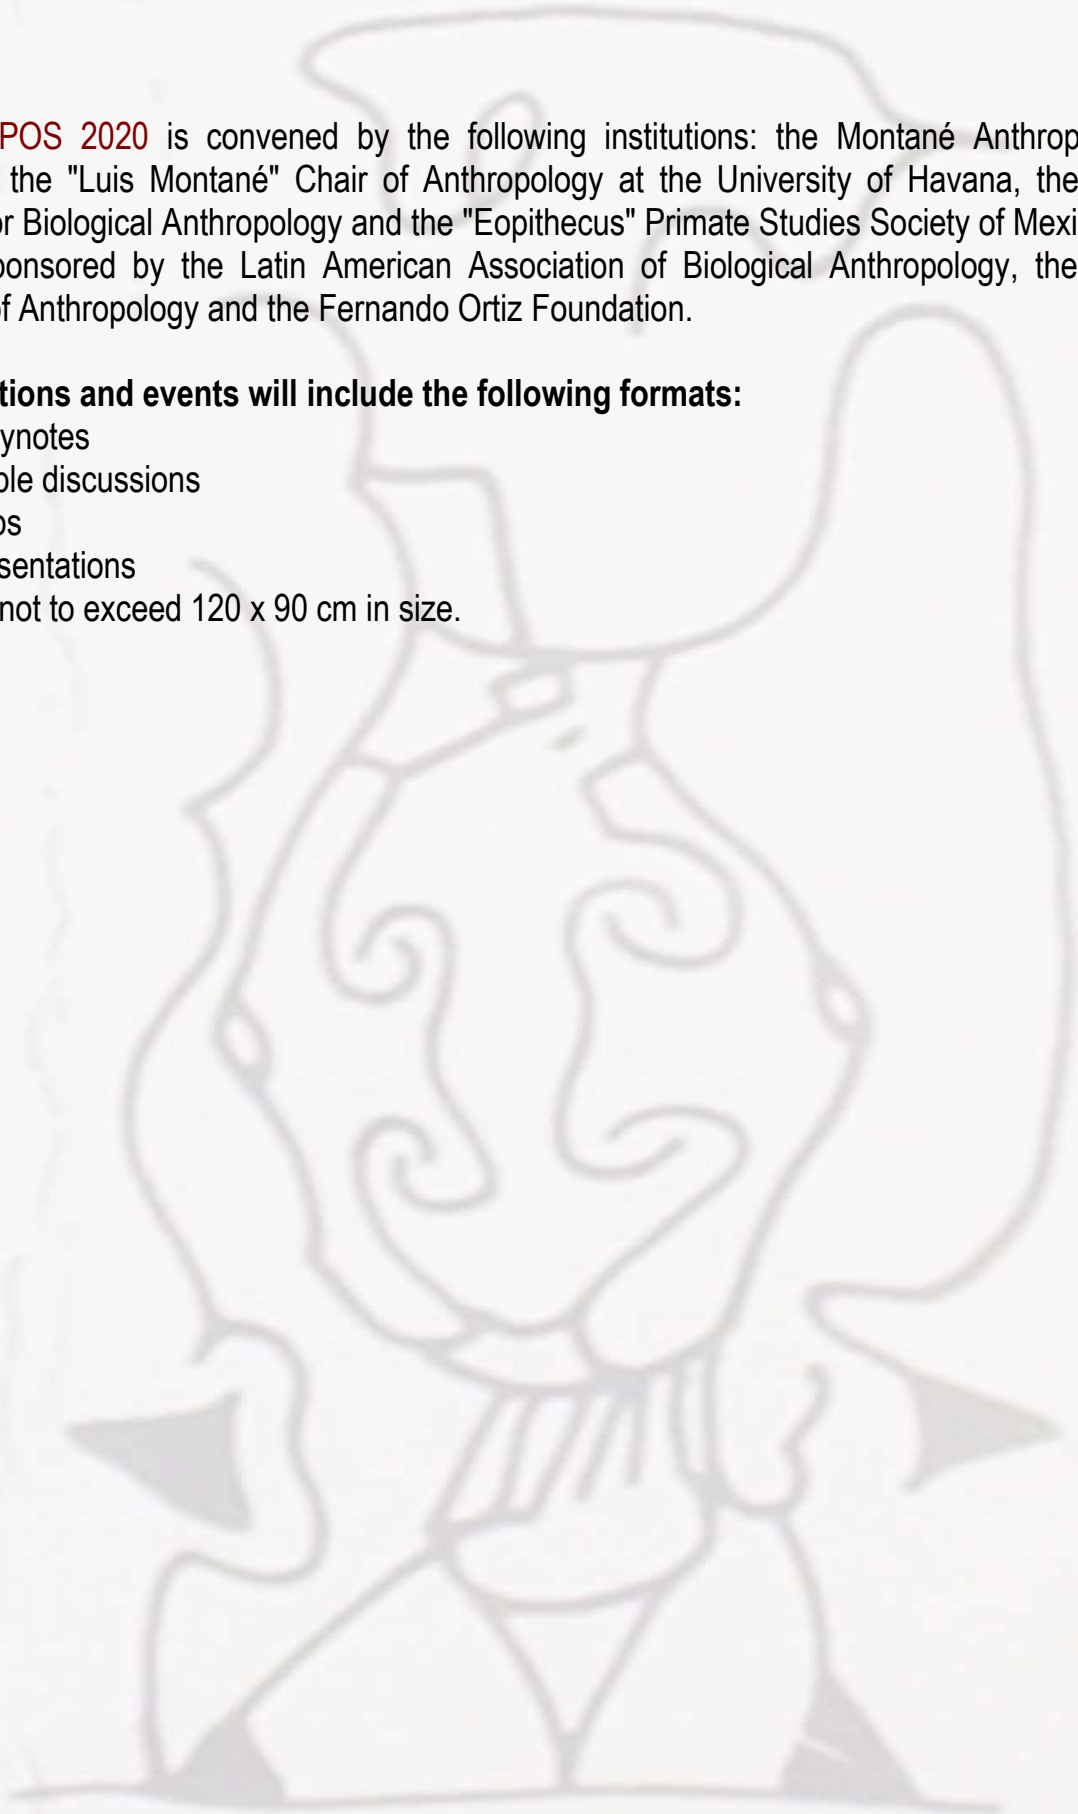 POS 2020 is convened by the following institutions: the Montané Anthrop
the "Luis Montané" Chair of Anthropology at the University of Havana, the
or Biological Anthropology and the "Eopithecus" Primate Studies Society of Mexi
ponsored by the Latin American Association of Biological Anthropology, the
of Anthropology and the Fernando Ortiz Foundation.
tions and events will include the following formats:
ynotes
ble discussions
os
sentations
not to exceed 120 x 90 cm in size.